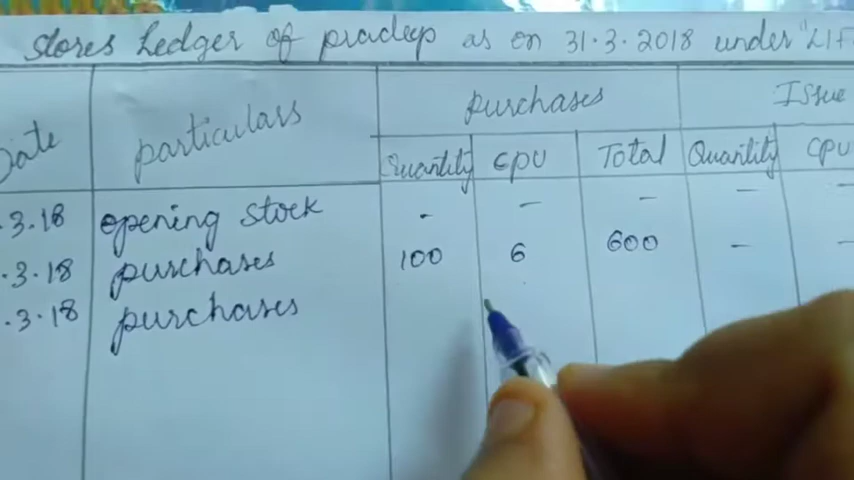 Stores Ledger of pradeep as on 31.3.2018 under "LIF
Date particulars purchases Issue
Quantity CPU Total Quantity CPU
.3.18 opening stock - - - - -
.3.18 purchases 100 6 600 - -
.3.18 purchases